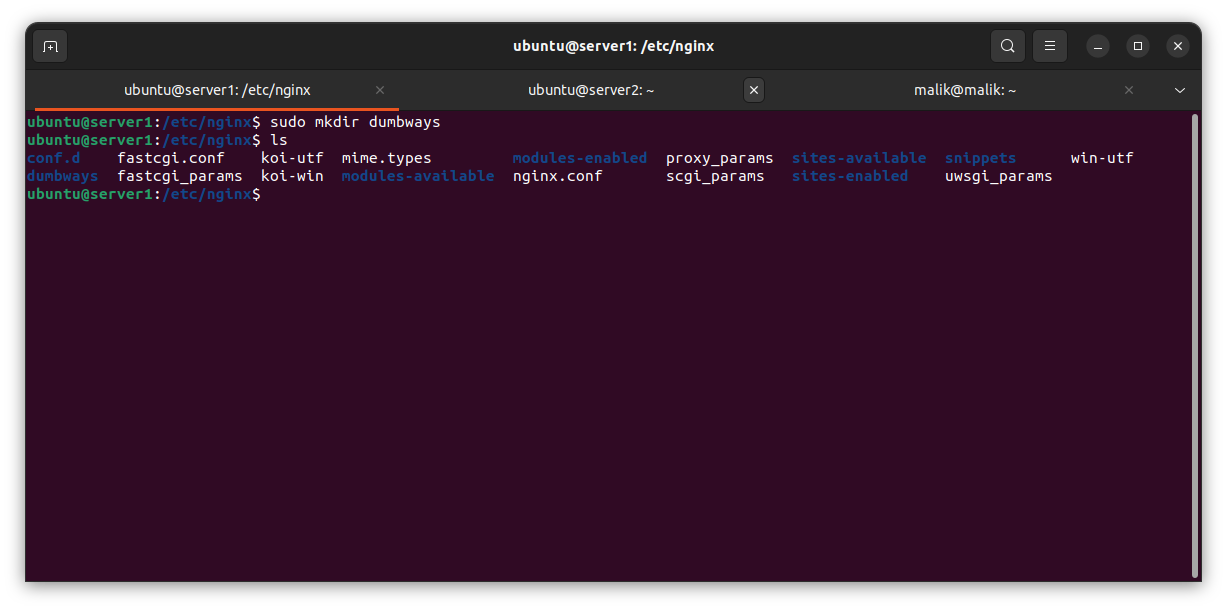 ubuntu@server1: /etc/nginx
ubuntu@server1: /etc/nginx ubuntu@server2: ~ malik@malik: ~
ubuntu@server1:/etc/nginx$ sudo mkdir dumbways
ubuntu@server1:/etc/nginx$ ls
conf.d fastcgi.conf koi-utf mime.types modules-enabled proxy_params sites-available snippets win-utf
dumbways fastcgi_params koi-win modules-available nginx.conf scgi_params sites-enabled uwsgi_params
ubuntu@server1:/etc/nginx$